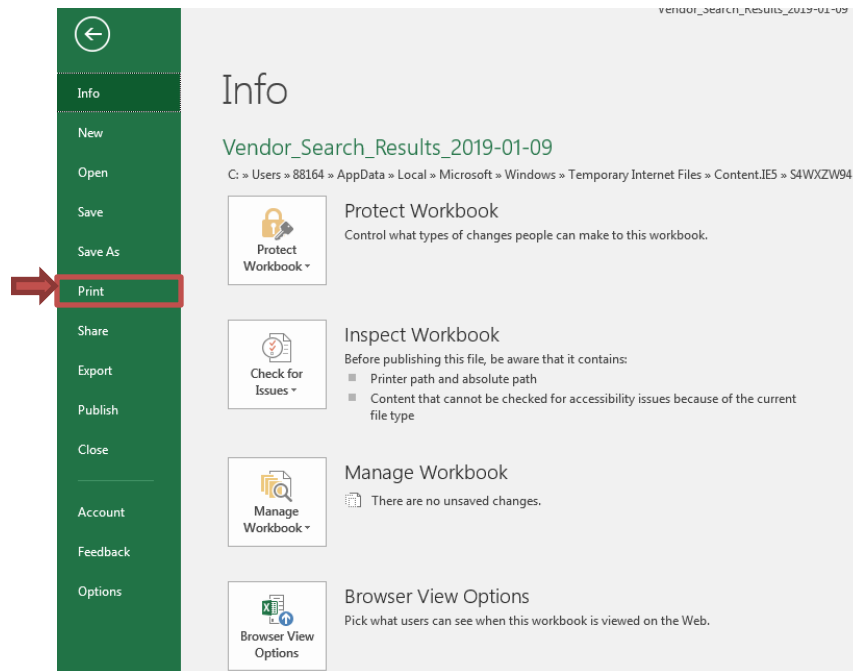 Vendor_Search_Results_2019-01-09
Info
New
Open
Save
Save As
Print
Share
Export
Publish
Close
Account
Feedback
Options
Info
Vendor_Search_Results_2019-01-09
C: » Users » 88164 » AppData » Local » Microsoft » Windows » Temporary Internet Files » Content.IE5 » S4WXZW94
Protect
Workbook
Protect Workbook
Control what types of changes people can make to this workbook.
Check for
Issues
Inspect Workbook
Before publishing this file, be aware that it contains:
Printer path and absolute path
Content that cannot be checked for accessibility issues because of the current
file type
Manage
Workbook
Manage Workbook
There are no unsaved changes.
Browser View
Options
Browser View Options
Pick what users can see when this workbook is viewed on the Web.